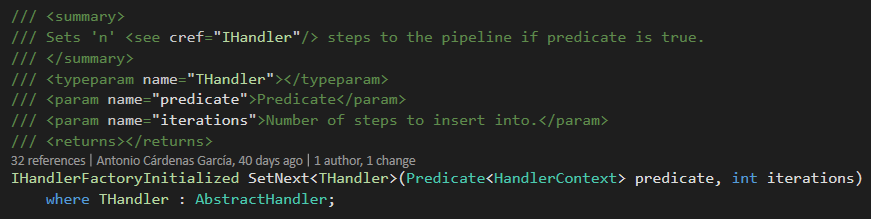 /// <summary>
/// Sets 'n' <see cref="IHandler"/> steps to the pipeline if predicate is true.
/// </summary>
/// <typeparam name="THandler"></typeparam>
/// <param name="predicate">Predicate</param>
/// <param name="iterations">Number of steps to insert into.</param>
/// <returns></returns>
32 references | Antonio Cárdenas García, 40 days ago | 1 author, 1 change
IHandlerFactoryInitialized SetNext<THandler>(Predicate<HandlerContext> predicate, int iterations)
    where THandler : AbstractHandler;